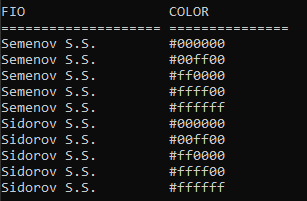 FIO COLOR
==================== ===============
Semenov S.S. #000000
Semenov S.S. #00ff00
Semenov S.S. #ff0000
Semenov S.S. #ffff00
Semenov S.S. #ffffff
Sidorov S.S. #000000
Sidorov S.S. #00ff00
Sidorov S.S. #ff0000
Sidorov S.S. #ffff00
Sidorov S.S. #ffffff